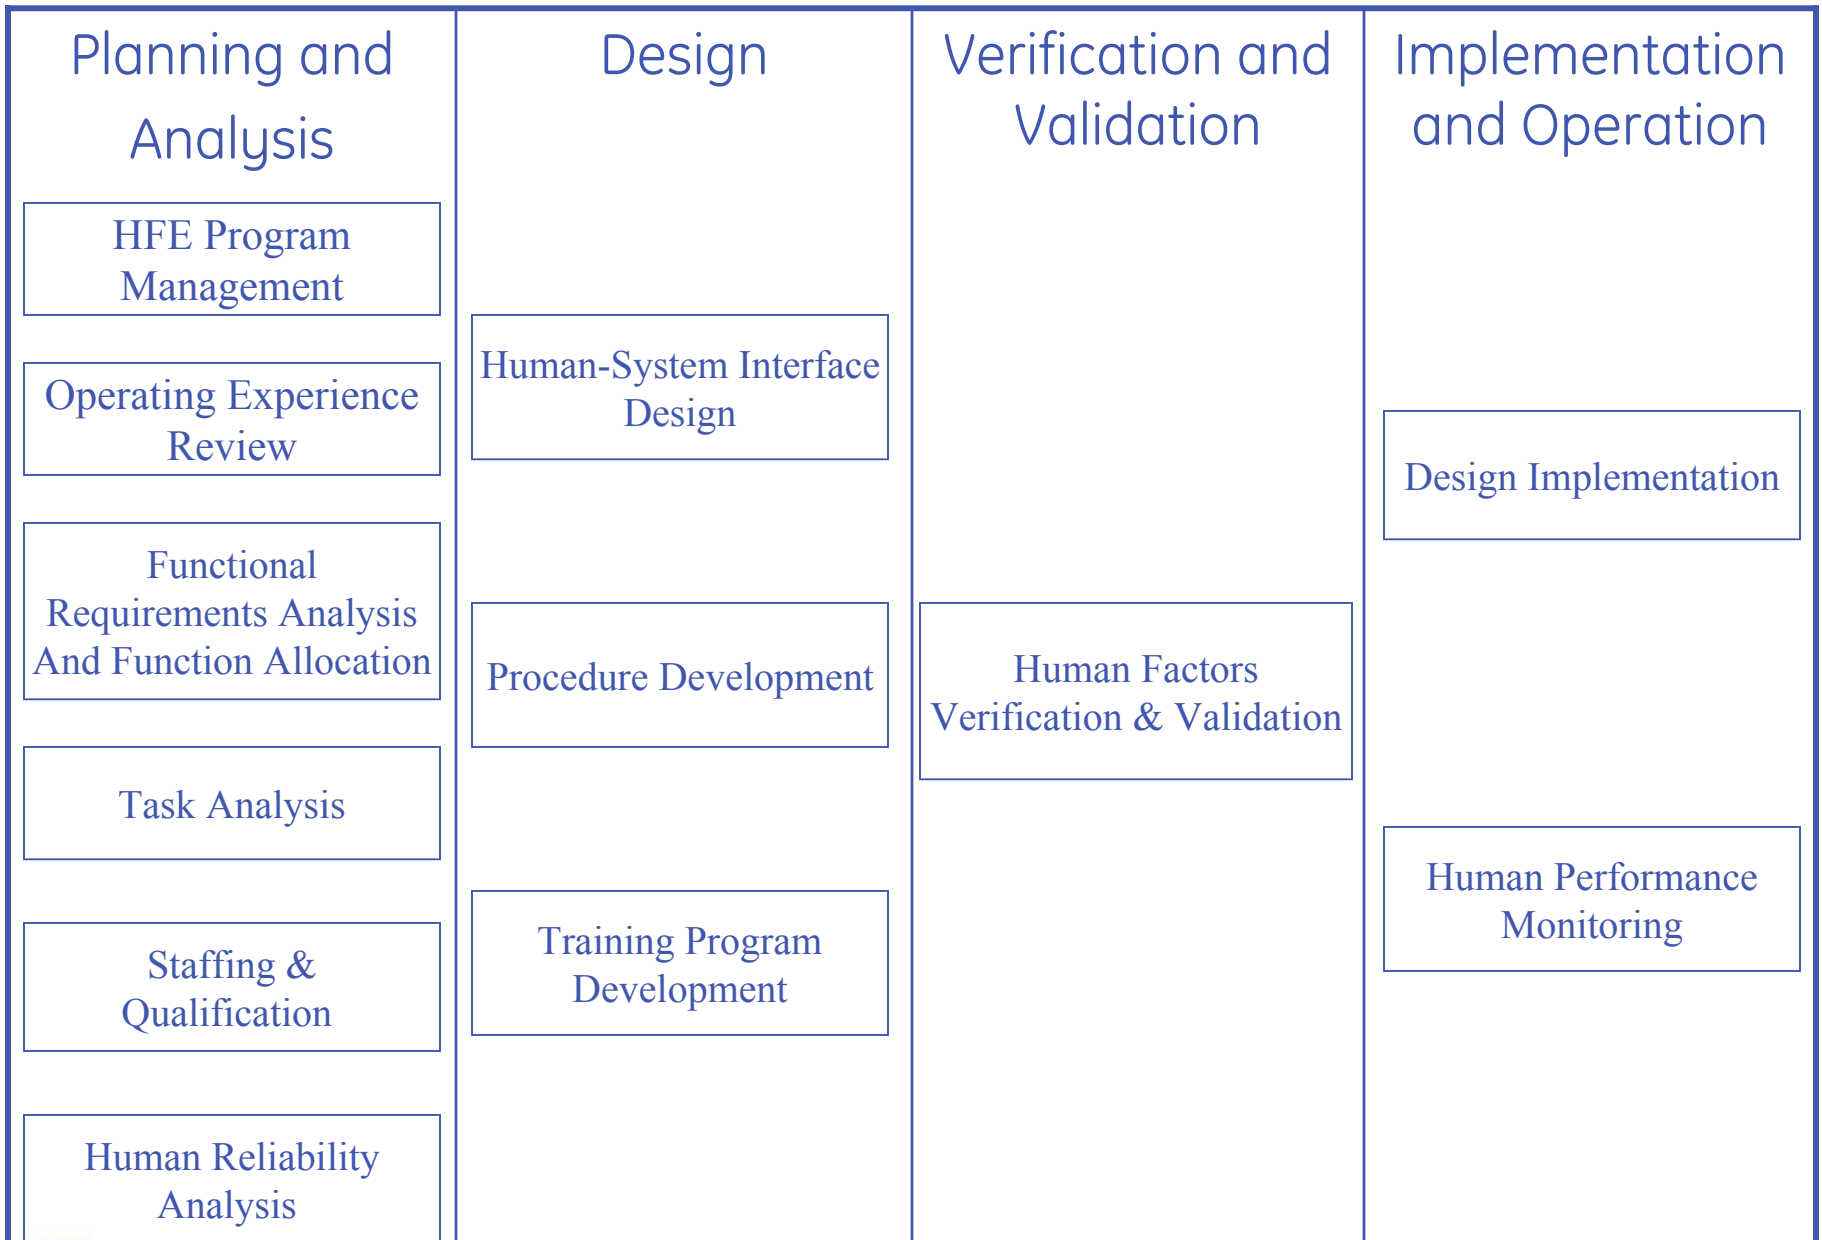 Planning and
Analysis
HFE Program
Management
Operating Experience
Review
Functional
Requirements Analysis
And Function Allocation
Task Analysis
Staffing &
Qualification
Human Reliability
Analysis
Design
Human-System Interface
Design
Procedure Development
Training Program
Development
Verification and
Validation
Human Factors
Verification & Validation
Implementation
and Operation
Design Implementation
Human Performance
Monitoring